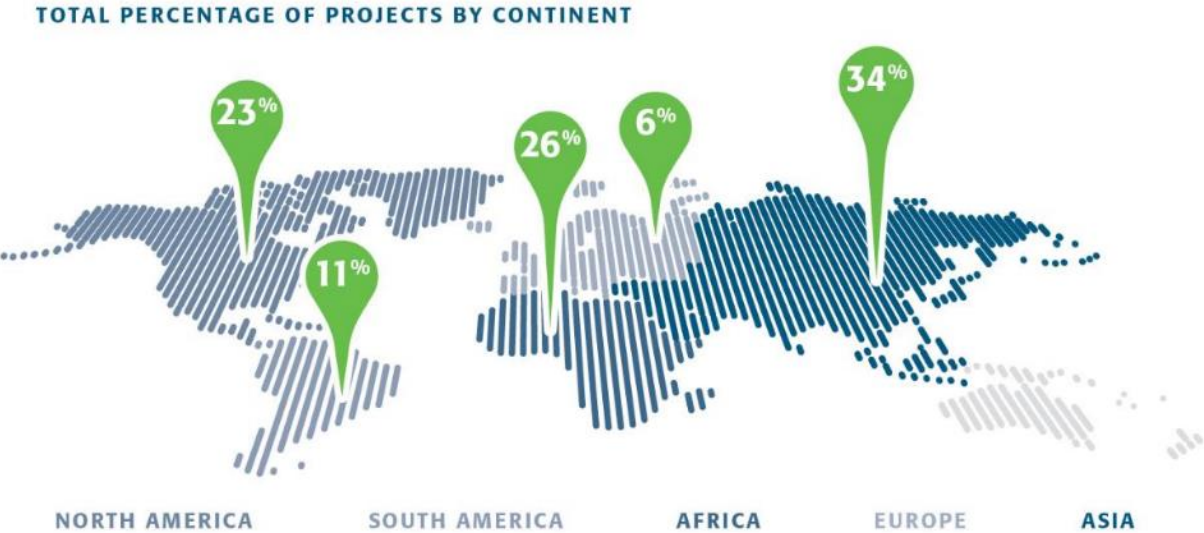 TOTAL PERCENTAGE OF PROJECTS BY CONTINENT
34%
23%
6%
26%
11%
NORTH AMERICA SOUTH AMERICA AFRICA EUROPE ASIA